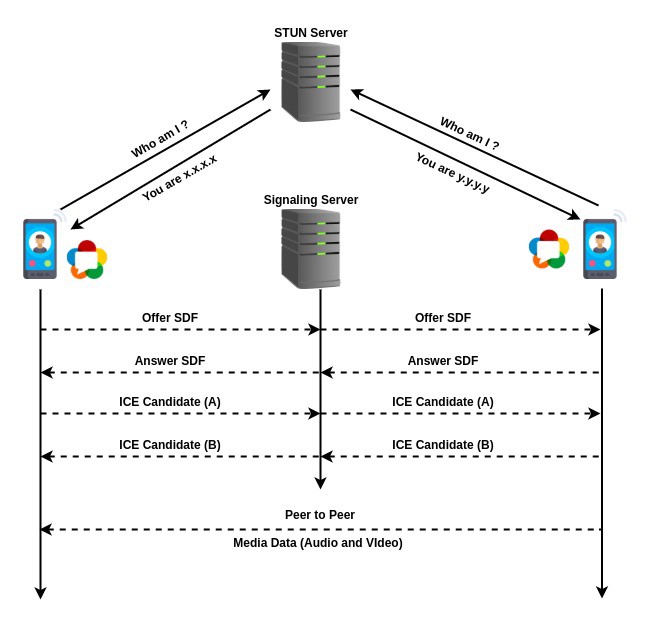 STUN Server
Who am I ?
You are x.x.x.x
Who am I ?
You are y.y.y.y
Signaling Server
Offer SDF
Offer SDF
Answer SDF
Answer SDF
ICE Candidate (A)
ICE Candidate (A)
ICE Candidate (B)
ICE Candidate (B)
Peer to Peer
Media Data (Audio and VIdeo)